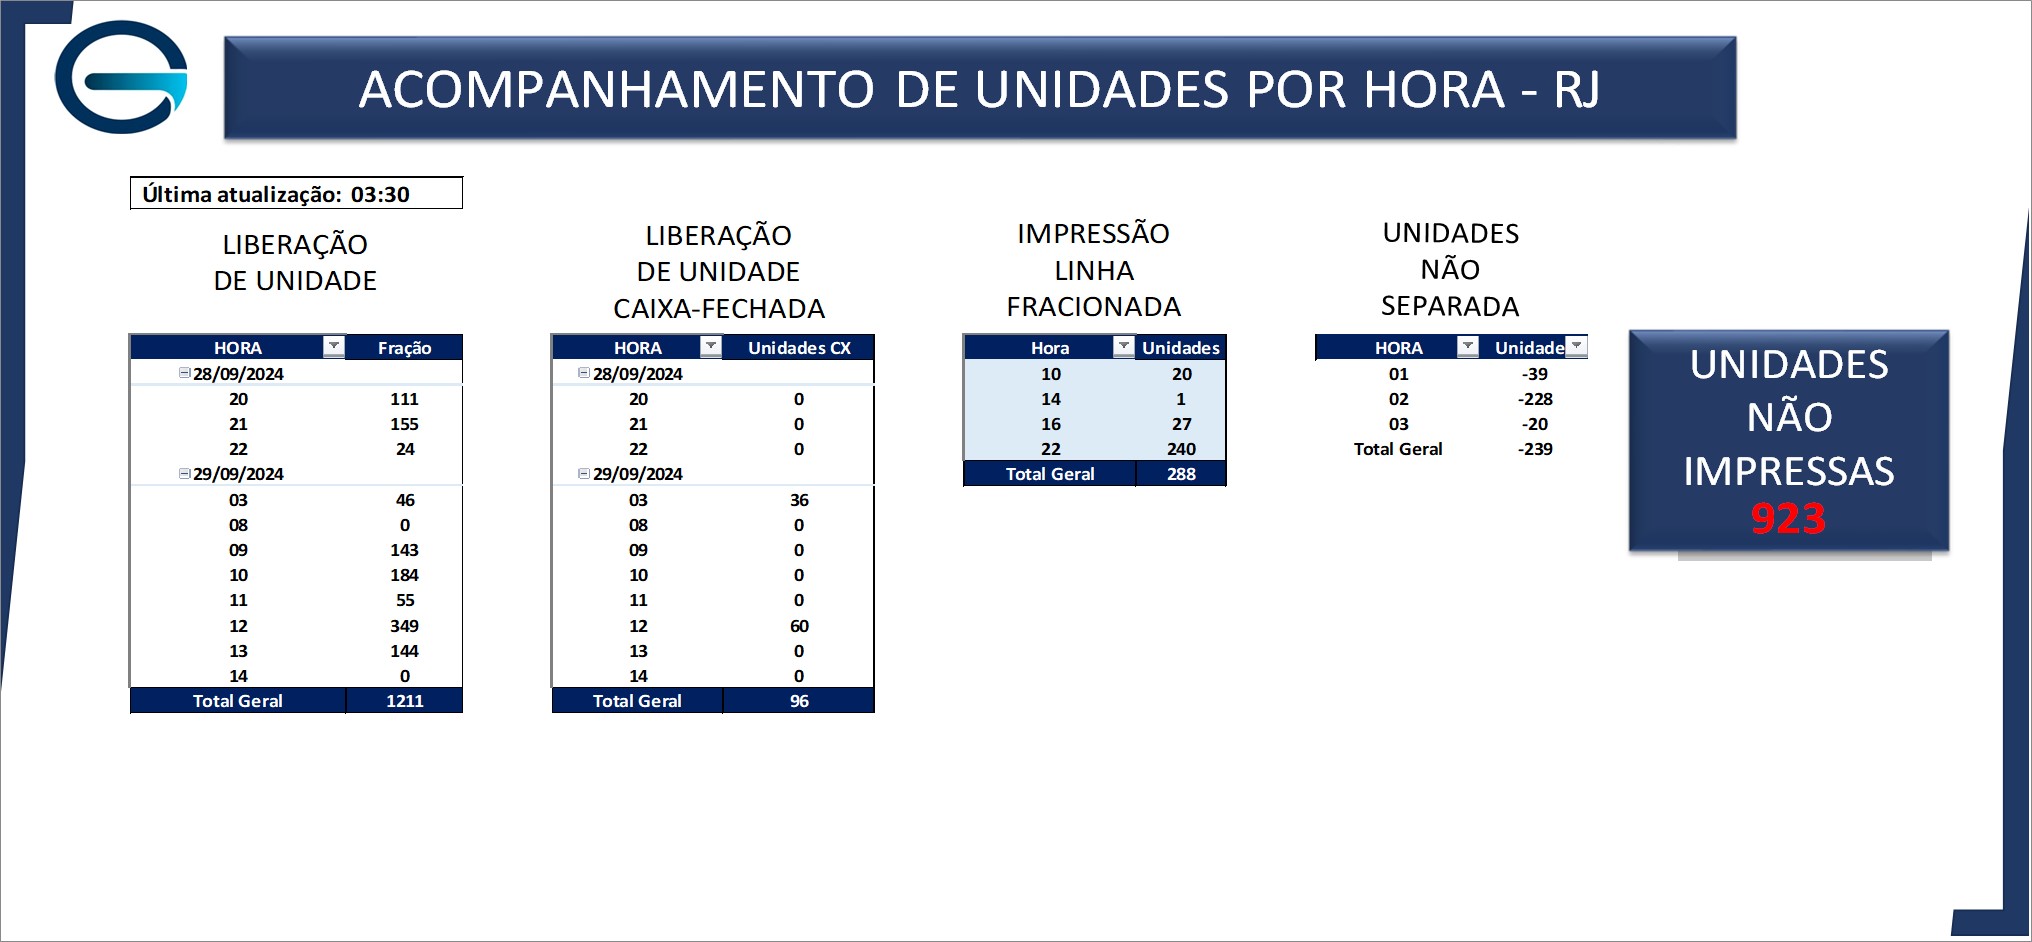 ACOMPANHAMENTO DE UNIDADES POR HORA - RJ
Última atualização: 03:30
LIBERAÇÃO
DE UNIDADE
HORA Fração
28/09/2024
20 111
21 155
22 24
29/09/2024
03 46
08 0
09 143
10 184
11 55
12 349
13 144
14 0
Total Geral 1211
LIBERAÇÃO
DE UNIDADE
CAIXA-FECHADA
HORA Unidades CX
28/09/2024
20 0
21 0
22 0
29/09/2024
03 36
08 0
09 0
10 0
11 0
12 60
13 0
14 0
Total Geral 96
IMPRESSÃO
LINHA
FRACIONADA
Hora Unidades
10 20
14 1
16 27
22 240
Total Geral 288
UNIDADES
NÃO
SEPARADA
HORA Unidade
01 -39
02 -228
03 -20
Total Geral -239
UNIDADES
NÃO
IMPRESSAS
923